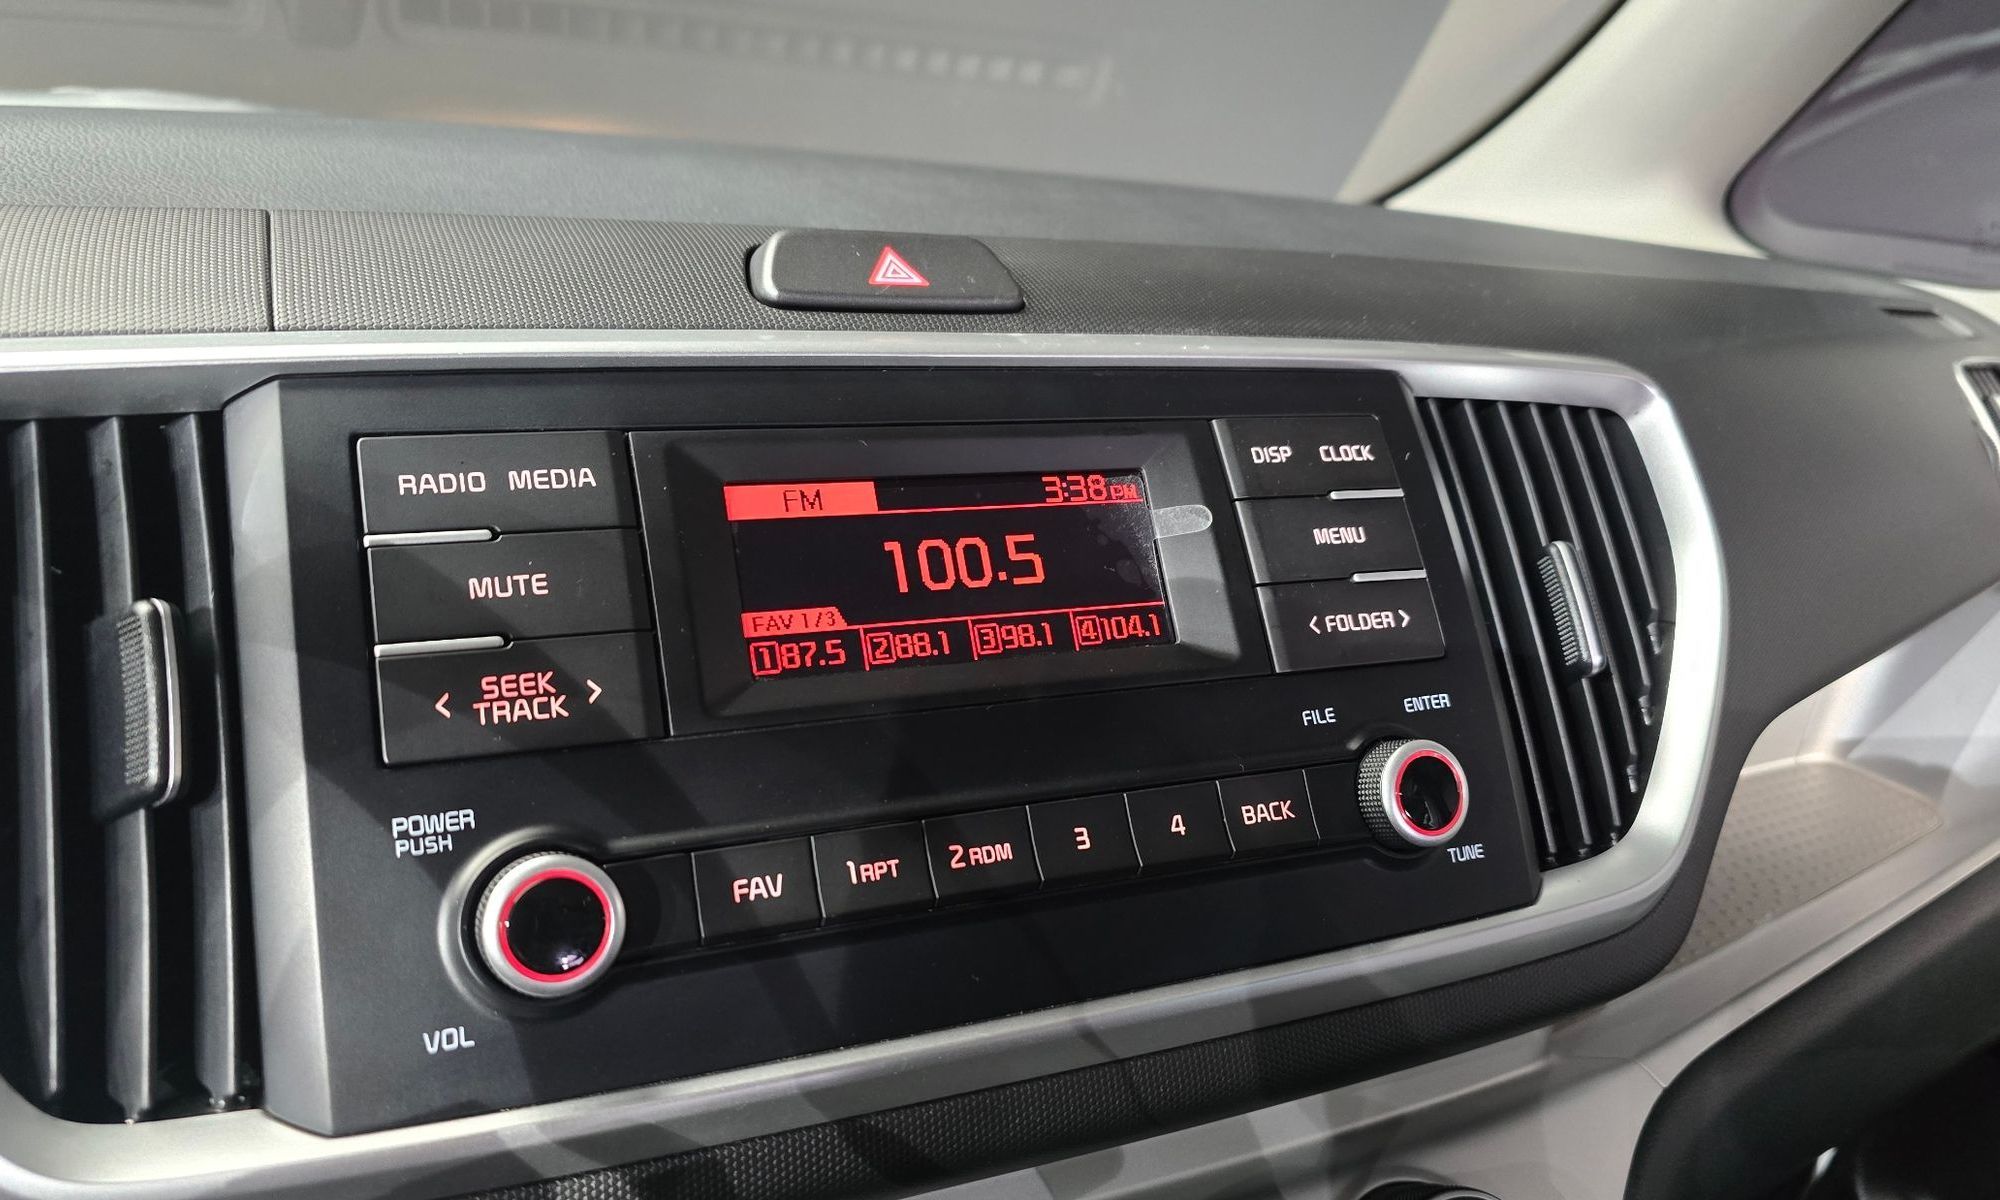 RADIO MEDIA
MUTE
< SEEK TRACK >
FM 3:38 PM
100.5
FAV 1/3
1 87.5 2 88.1 3 98.1 4 104.1
DISP CLOCK
MENU
< FOLDER >
POWER
PUSH
VOL
FAV 1 RPT 2 RDM 3 4 BACK
FILE
ENTER
TUNE